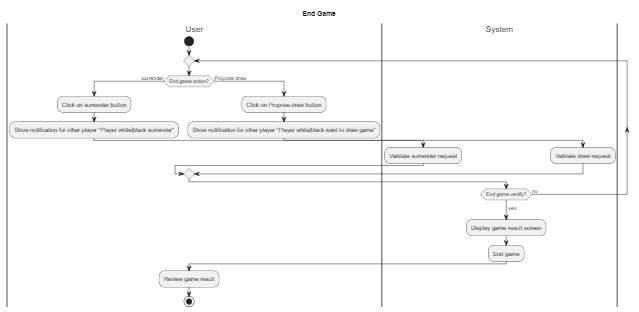 End Game
User
System
End game action?
surrender
Propose draw
Click on surrender button
Click on Propose draw button
Show notification for other player "Player while|black surrender"
Show notification for other player "Player while|black want to draw game"
Validate surrender request
Validate draw request
End game verify?
no
yes
Display game result screen
End game
Review game result